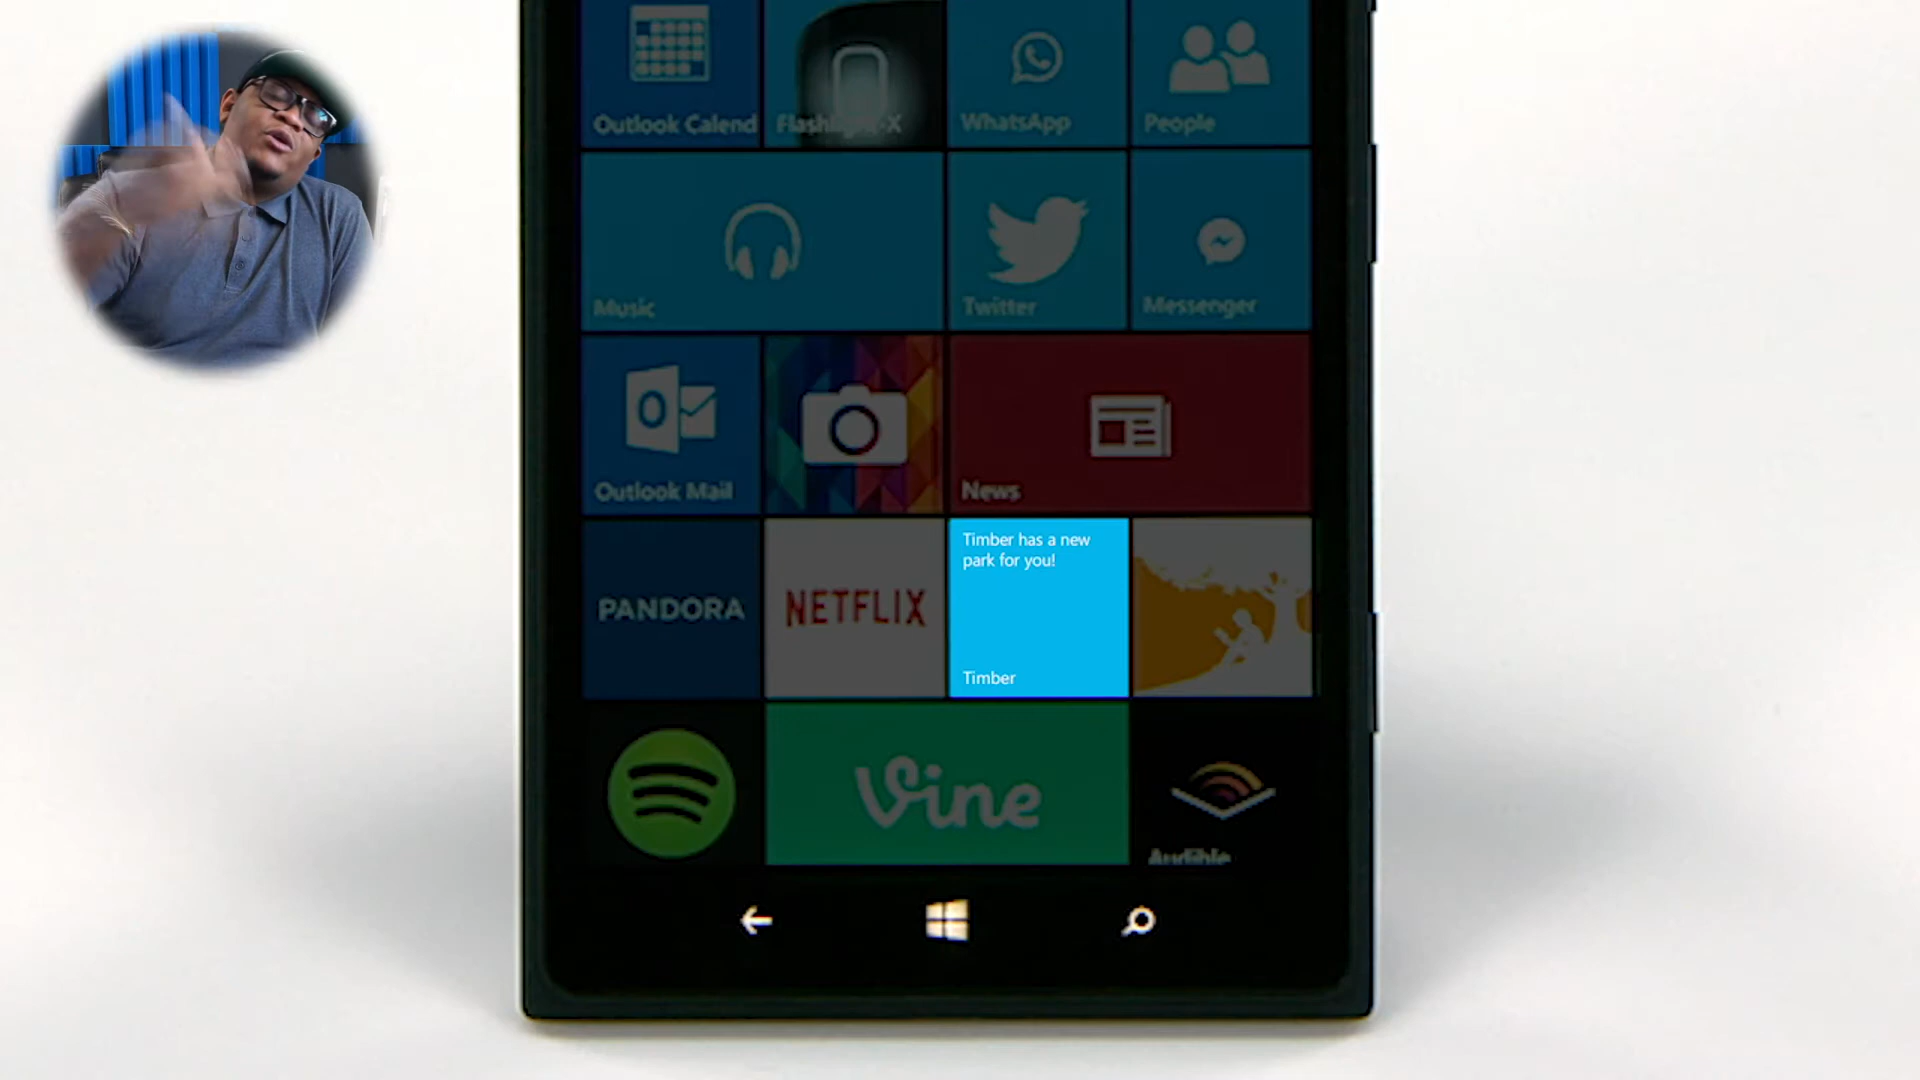 Outlook Calend
Flashlight-X
WhatsApp
People
Music
Twitter
Messenger
Outlook Mail
News
PANDORA
NETFLIX
Timber has a new
park for you!
Timber
Vine
Audible